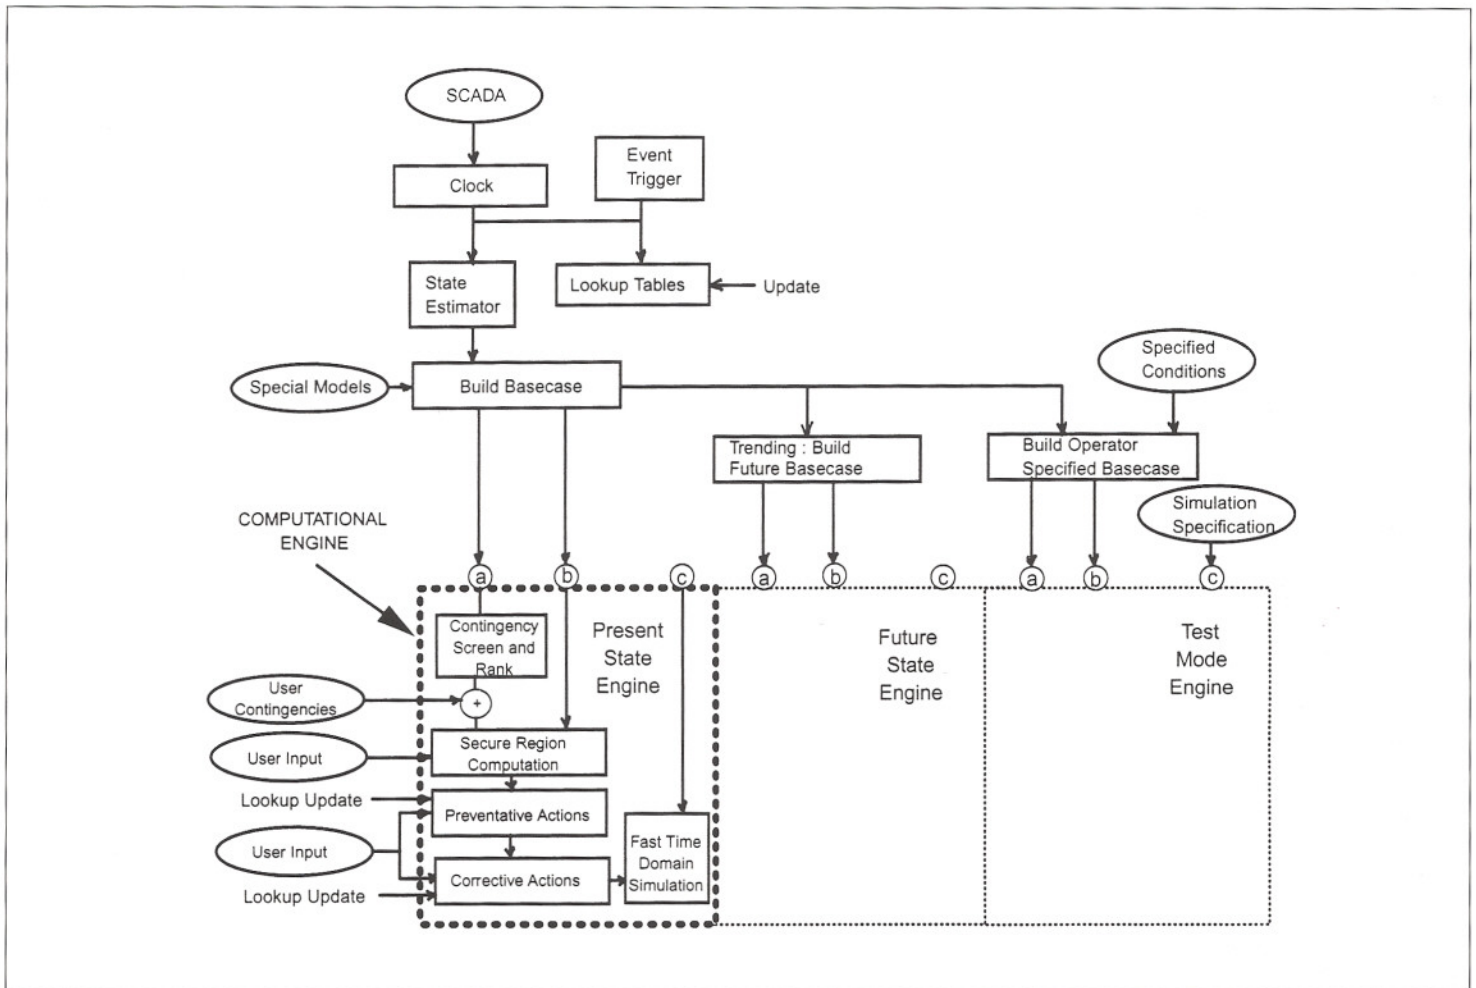 SCADA
Clock
Event
Trigger
State
Estimator
Lookup Tables
Update
Special Models
Build Basecase
Specified
Conditions
Trending : Build
Future Basecase
Build Operator
Specified Basecase
Simulation
Specification
COMPUTATIONAL
ENGINE
a
b
c
a
b
c
a
b
c
Contingency
Screen and
Rank
Present
State
Engine
Future
State
Engine
Test
Mode
Engine
User
Contingencies
+
User Input
Secure Region
Computation
Lookup Update
Preventative Actions
User Input
Corrective Actions
Lookup Update
Fast Time
Domain
Simulation